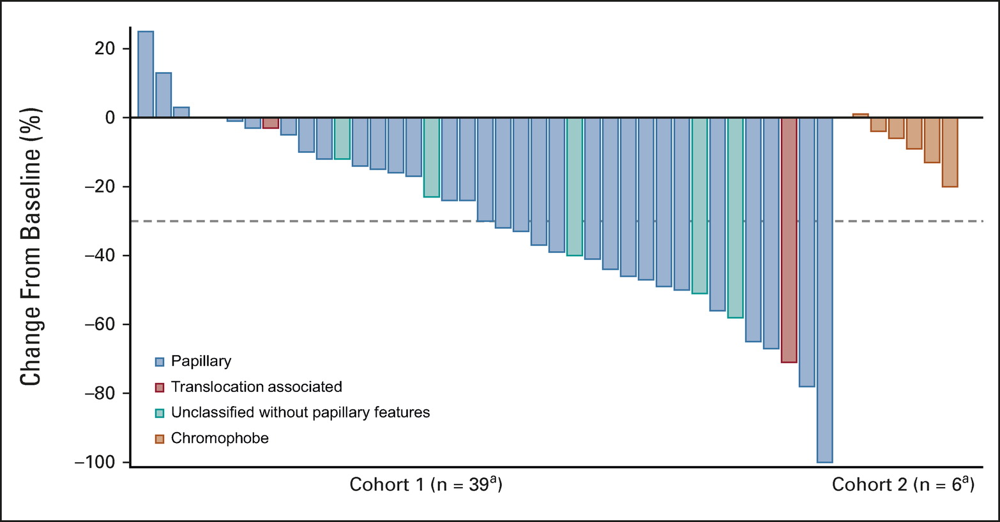 Change From Baseline (%)
20
0
–20
–40
–60
–80
–100
Papillary
Translocation associated
Unclassified without papillary features
Chromophobe
Cohort 1 (n = 39ᵃ)
Cohort 2 (n = 6ᵃ)